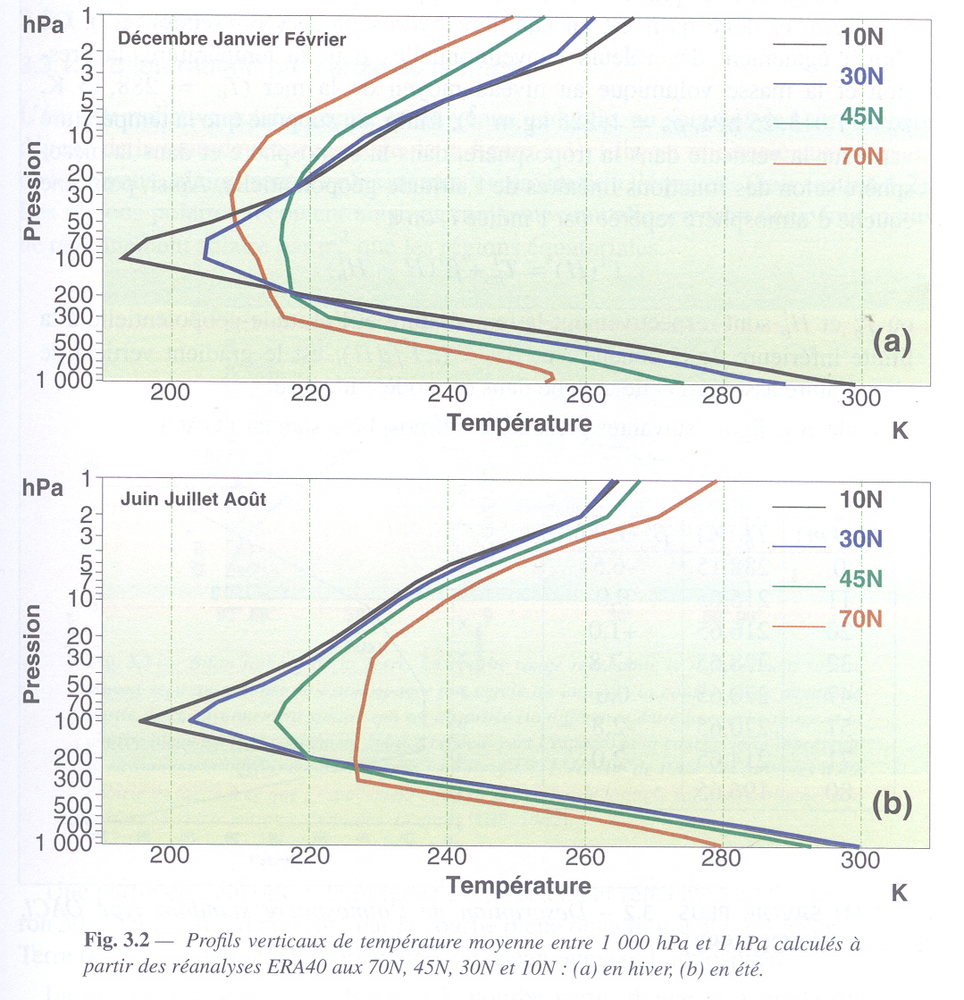 hPa
Décembre Janvier Février
1
2
3
5
7
10
20
30
50
70
100
200
300
500
700
1 000
Pression
10N
30N
45N
70N
(a)
200
220
240
260
280
300
Température
K
hPa
Juin Juillet Août
1
2
3
5
7
10
20
30
50
70
100
200
300
500
700
1 000
Pression
10N
30N
45N
70N
(b)
200
220
240
260
280
300
Température
K
Fig. 3.2 — Profils verticaux de température moyenne entre 1 000 hPa et 1 hPa calculés à
partir des réanalyses ERA40 aux 70N, 45N, 30N et 10N : (a) en hiver, (b) en été.